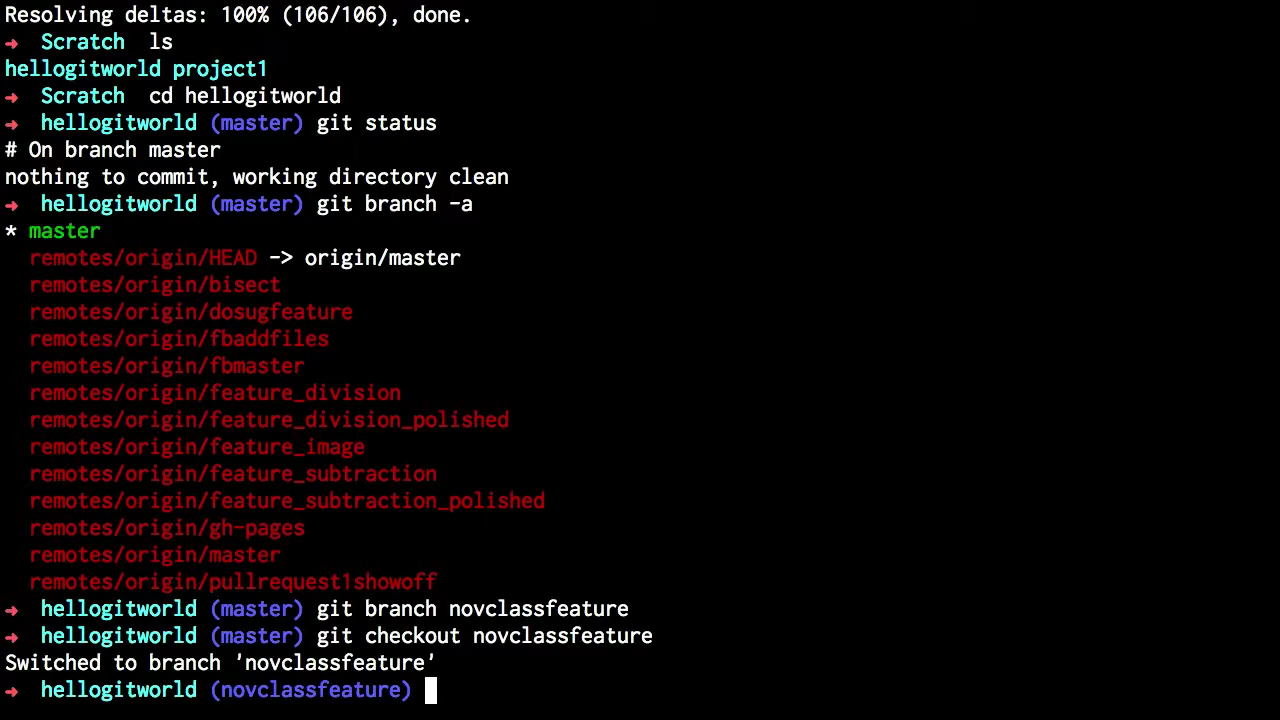 Resolving deltas: 100% (106/106), done.
➜ Scratch ls
hellogitworld project1
➜ Scratch cd hellogitworld
➜ hellogitworld (master) git status
# On branch master
nothing to commit, working directory clean
➜ hellogitworld (master) git branch -a
* master
remotes/origin/HEAD -> origin/master
remotes/origin/bisect
remotes/origin/dosugfeature
remotes/origin/fbaddfiles
remotes/origin/fbmaster
remotes/origin/feature_division
remotes/origin/feature_division_polished
remotes/origin/feature_image
remotes/origin/feature_subtraction
remotes/origin/feature_subtraction_polished
remotes/origin/gh-pages
remotes/origin/master
remotes/origin/pullrequest1showoff
➜ hellogitworld (master) git branch novclassfeature
➜ hellogitworld (master) git checkout novclassfeature
Switched to branch 'novclassfeature'
➜ hellogitworld (novclassfeature)